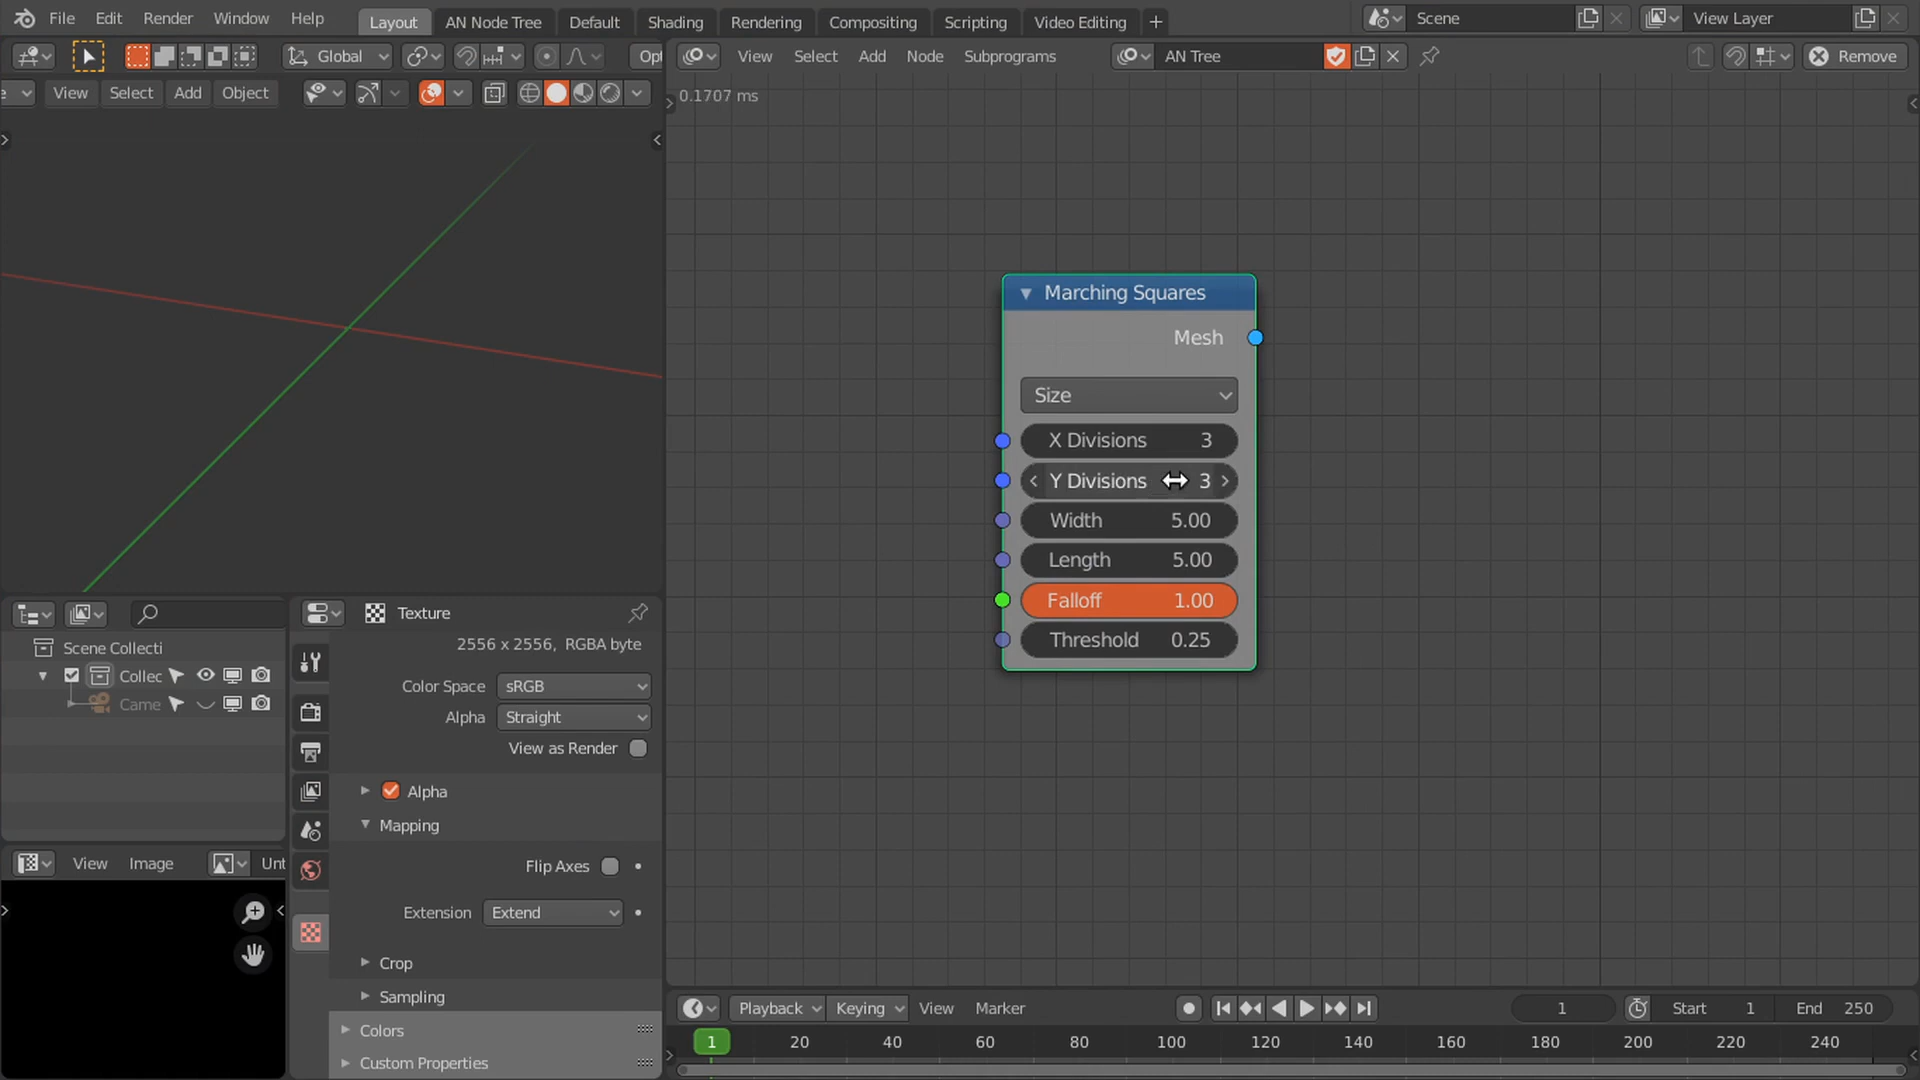 File Edit Render Window Help Layout AN Node Tree Default Shading Rendering Compositing Scripting Video Editing + Scene View Layer
Global Opt
View Select Add Node Subprograms AN Tree Remove
e View Select Add Object
0.1707 ms
Marching Squares
Mesh
Size
X Divisions 3
Y Divisions 3
Width 5.00
Length 5.00
Falloff 1.00
Threshold 0.25
Scene Collecti
Collec
Came
Texture
2556 x 2556, RGBA byte
Color Space sRGB
Alpha Straight
View as Render
Alpha
Mapping
Flip Axes
Extension Extend
Crop
Sampling
Colors
Custom Properties
View Image Unt
Playback Keying View Marker 1 Start 1 End 250
1 20 40 60 80 100 120 140 160 180 200 220 240